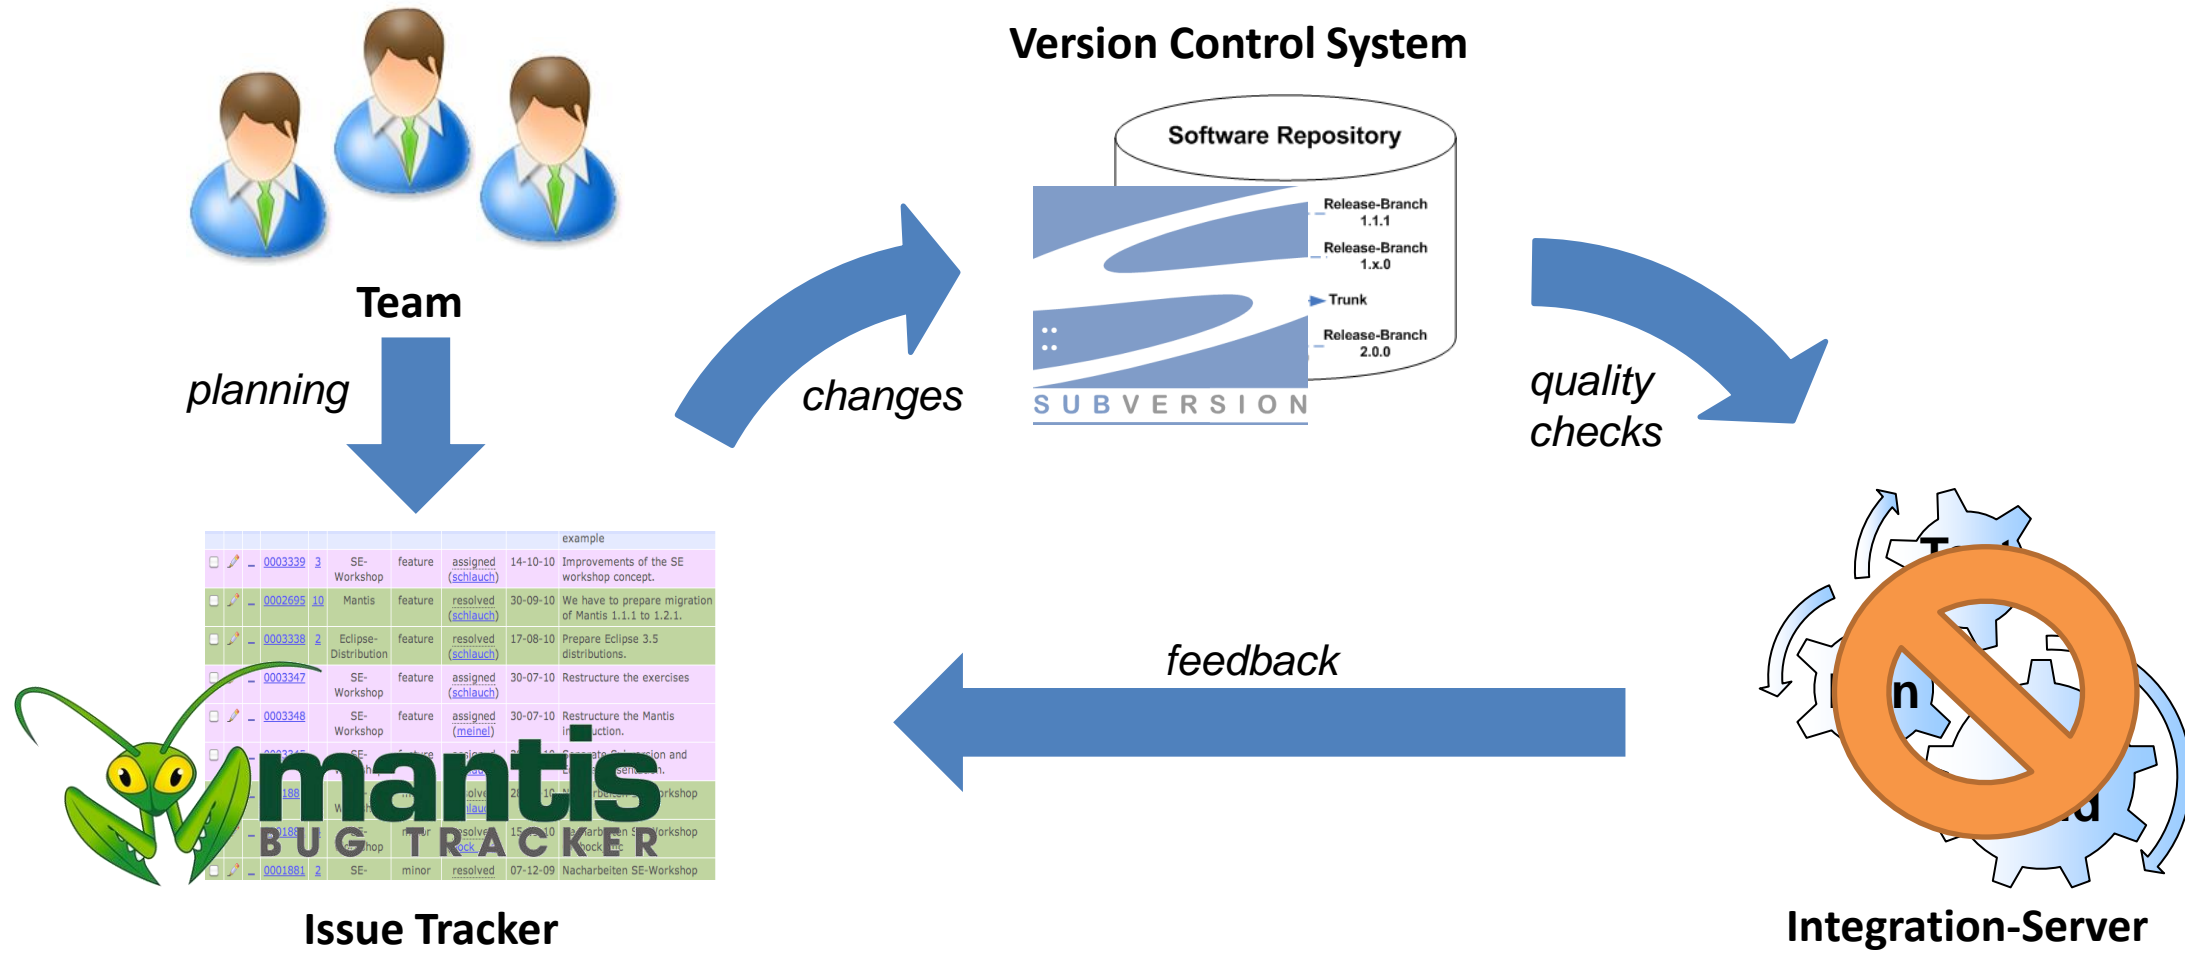 Version Control System
Software Repository
Release-Branch
1.1.1
Release-Branch
1.x.0
Trunk
Release-Branch
2.0.0
SUBVERSION
Team
planning
changes
quality
checks
feedback
example
0003339 3 SE-Workshop feature assigned (schlauch) 14-10-10 Improvements of the SE workshop concept.
0002695 10 Mantis feature resolved (schlauch) 30-09-10 We have to prepare migration of Mantis 1.1.1 to 1.2.1.
0003338 2 Eclipse-Distribution feature resolved (schlauch) 17-08-10 Prepare Eclipse 3.5 distributions.
0003347 SE-Workshop feature assigned (schlauch) 30-07-10 Restructure the exercises
0003348 SE-Workshop feature assigned (meinel) 30-07-10 Restructure the Mantis
mantis
BUG TRACKER
0001881 2 SE- minor resolved 07-12-09 Nacharbeiten SE-Workshop
Issue Tracker
Integration-Server